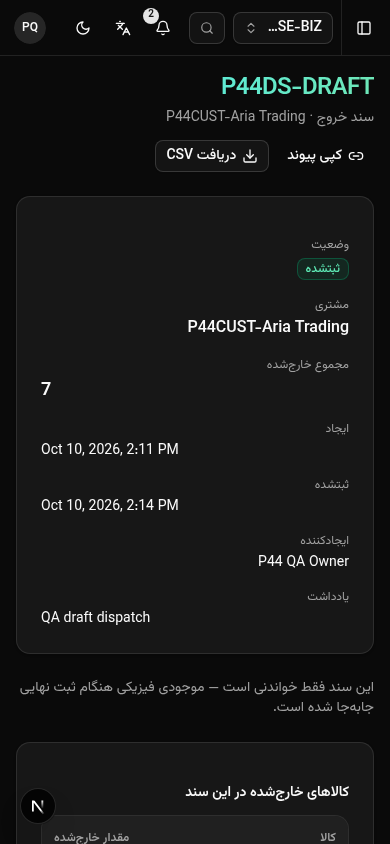 PQ
2
...SE-BIZ
P44DS-DRAFT
سند خروج · P44CUST-Aria Trading
کپی پیوند
دریافت CSV
وضعیت
ثبت‌شده
مشتری
P44CUST-Aria Trading
مجموع خارج‌شده
7
ایجاد
Oct 10, 2026, 2:11 PM
ثبت‌شده
Oct 10, 2026, 2:14 PM
ایجادکننده
P44 QA Owner
یادداشت
QA draft dispatch
این سند فقط خواندنی است — موجودی فیزیکی هنگام ثبت نهایی
جابه‌جا شده است.
کالاهای خارج‌شده در این سند
کالا
مقدار خارج‌شده
N